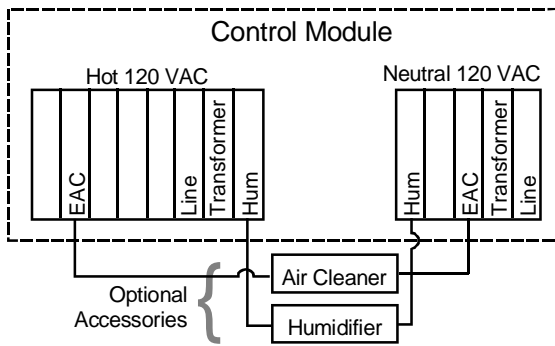 Control Module
Hot 120 VAC
Neutral 120 VAC
EAC
Line
Transformer
Hum
Hum
EAC
Transformer
Line
Air Cleaner
Optional
Accessories
Humidifier